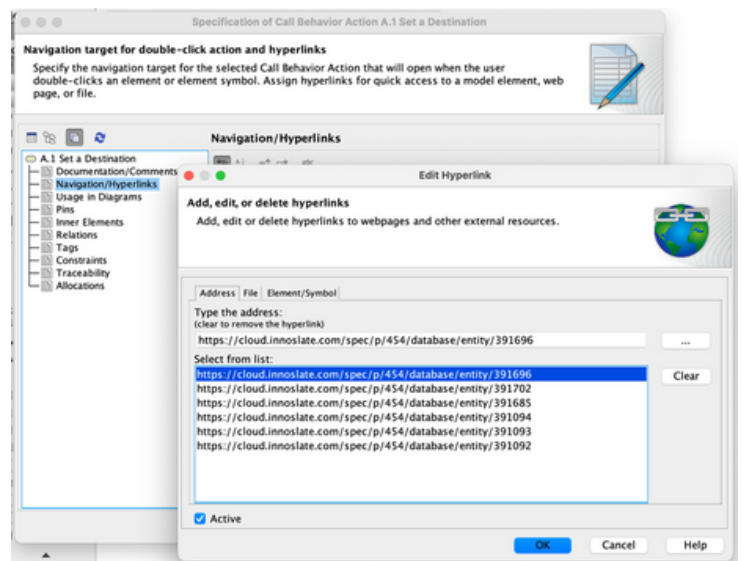 Specification of Call Behavior Action A.1 Set a Destination
Navigation target for double-click action and hyperlinks
Specify the navigation target for the selected Call Behavior Action that will open when the user
double-clicks an element or element symbol. Assign hyperlinks for quick access to a model element, web
page, or file.
Navigation/Hyperlinks
A.1 Set a Destination
Documentation/Comments
Navigation/Hyperlinks
Usage in Diagrams
Pins
Inner Elements
Relations
Tags
Constraints
Traceability
Allocations
Edit Hyperlink
Add, edit, or delete hyperlinks
Add, edit or delete hyperlinks to webpages and other external resources.
Address File Element/Symbol
Type the address:
(clear to remove the hyperlink)
https://cloud.innoslate.com/spec/p/454/database/entity/391696
...
Select from list:
https://cloud.innoslate.com/spec/p/454/database/entity/391696
https://cloud.innoslate.com/spec/p/454/database/entity/391702
https://cloud.innoslate.com/spec/p/454/database/entity/391685
https://cloud.innoslate.com/spec/p/454/database/entity/391094
https://cloud.innoslate.com/spec/p/454/database/entity/391093
https://cloud.innoslate.com/spec/p/454/database/entity/391092
Clear
Active
OK Cancel Help